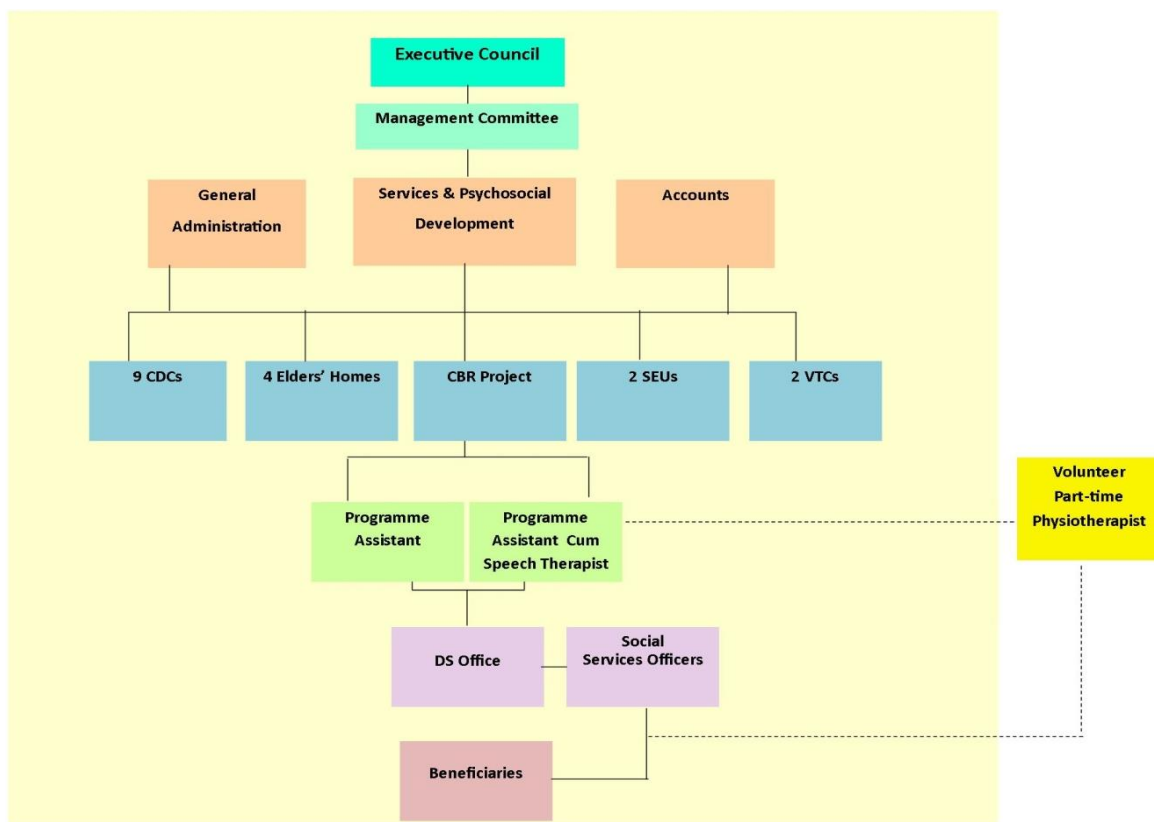 Executive Council
Management Committee
General
Administration
Services & Psychosocial
Development
Accounts
9 CDCs
4 Elders’ Homes
CBR Project
2 SEUs
2 VTCs
Volunteer
Part-time
Physiotherapist
Programme
Assistant
Programme
Assistant Cum
Speech Therapist
DS Office
Social
Services Officers
Beneficiaries